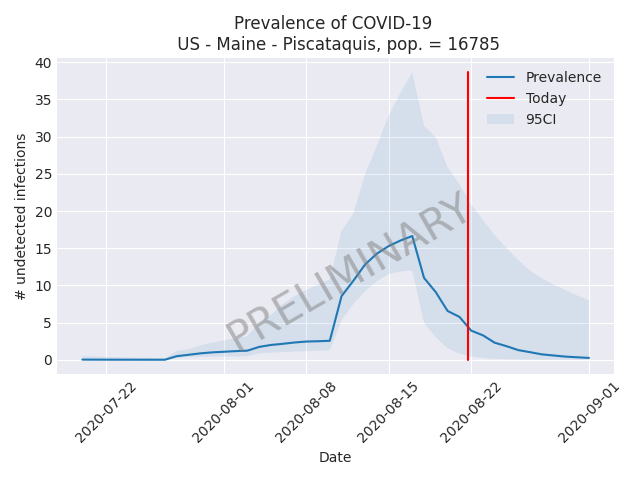 Prevalence of COVID-19
US - Maine - Piscataquis, pop. = 16785
40
35
30
25
20
15
10
5
0
# undetected infections
Prevalence
Today
95CI
PRELIMINARY
2020-07-22
2020-08-01
2020-08-08
2020-08-15
2020-08-22
2020-09-01
Date